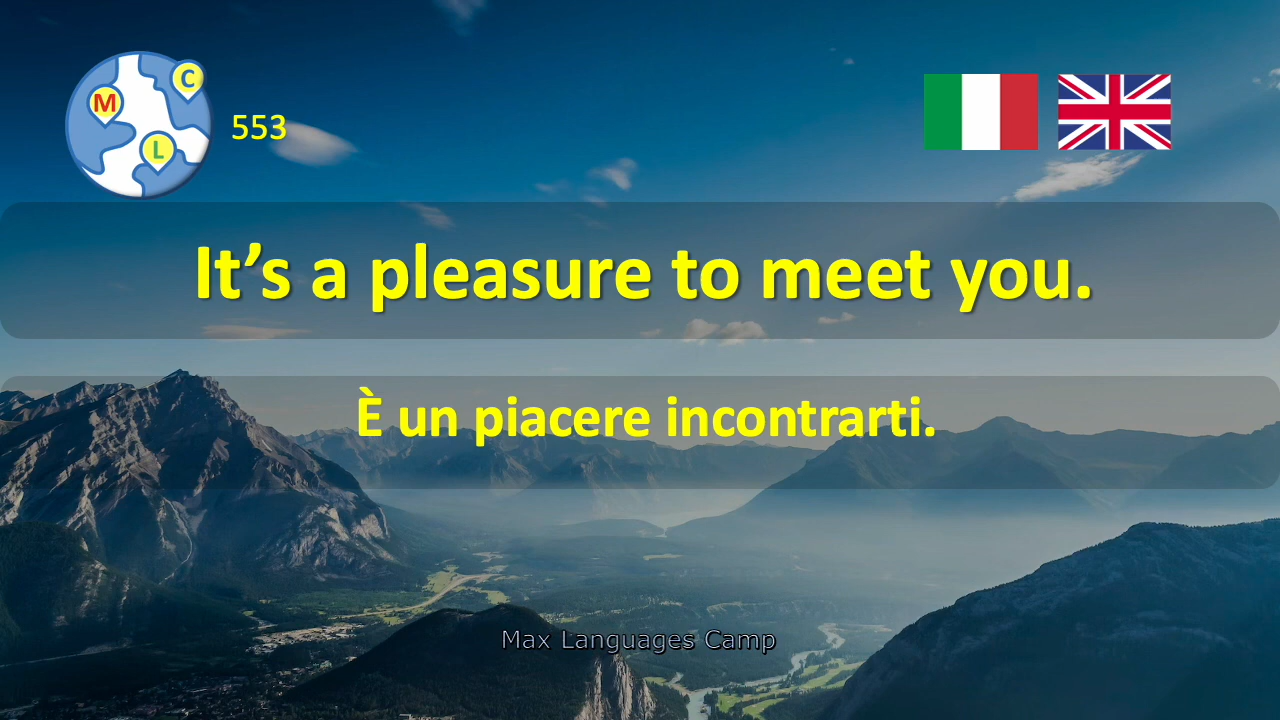 C
M
L
553
It’s a pleasure to meet you.
È un piacere incontrarti.
Max Languages Camp